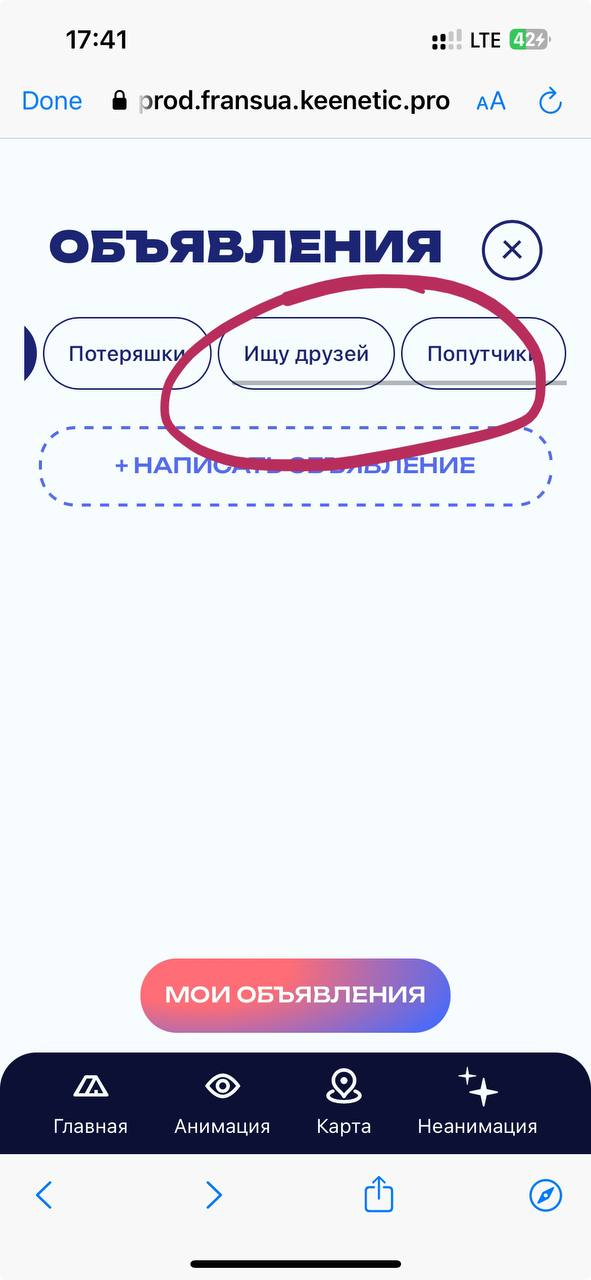 17:41
LTE 42
Done prod.fransua.keenetic.pro AA
ОБЪЯВЛЕНИЯ
Потеряшки Ищу друзей Попутчики
+ НАПИСАТЬ ОБЪЯВЛЕНИЕ
МОИ ОБЪЯВЛЕНИЯ
Главная Анимация Карта Неанимация